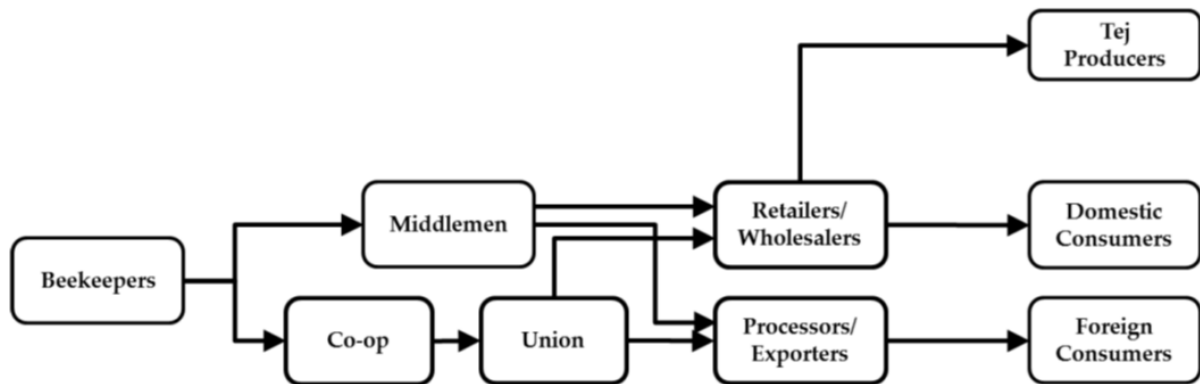 Tej
Producers
Middlemen
Retailers/
Wholesalers
Domestic
Consumers
Beekeepers
Co-op
Union
Processors/
Exporters
Foreign
Consumers